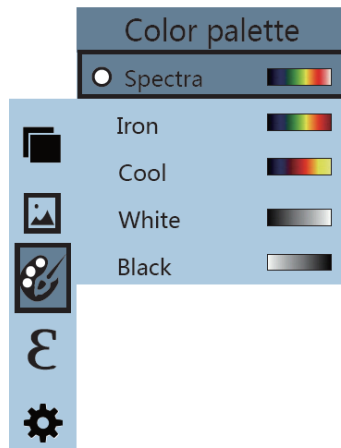 Color palette
Spectra
Iron
Cool
White
Black
ε